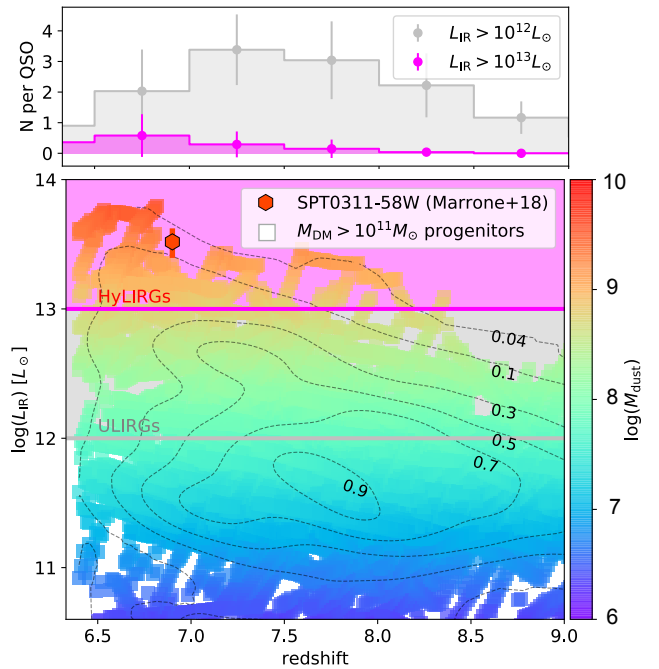 N per QSO
4
3
2
1
0
L_IR > 10^12 L_⊙
L_IR > 10^13 L_⊙
log(L_IR) [L_⊙]
14
13
12
11
SPT0311-58W (Marrone+18)
M_DM > 10^11 M_⊙ progenitors
HyLIRGs
ULIRGs
0.04
0.1
0.3
0.5
0.7
0.9
6.5 7.0 7.5 8.0 8.5 9.0
redshift
10
9
8
7
6
log(M_dust)